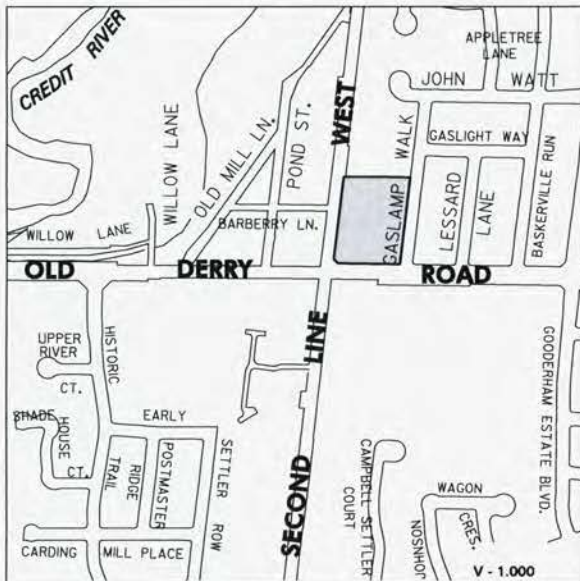 CREDIT RIVER
WILLOW LANE
OLD MILL LN.
POND ST.
WEST
APPLETREE
LANE
JOHN WATT
GASLIGHT WAY
GASLAMP WALK
LESSARD
LANE
BASKERVILLE RUN
WILLOW LANE
BARBERRY LN.
OLD DERRY ROAD
UPPER
RIVER
CT.
HISTORIC
TRAIL
LINE
GOODERHAM ESTATE BLVD.
SHADE
HOUSE
CT.
EARLY
SETTLER ROW
RIDGE
POSTMASTER
SECOND
CAMPBELL SETTLER
COURT
WAGON
CRES.
JOHNSON
CARDING MILL PLACE
V - 1.000